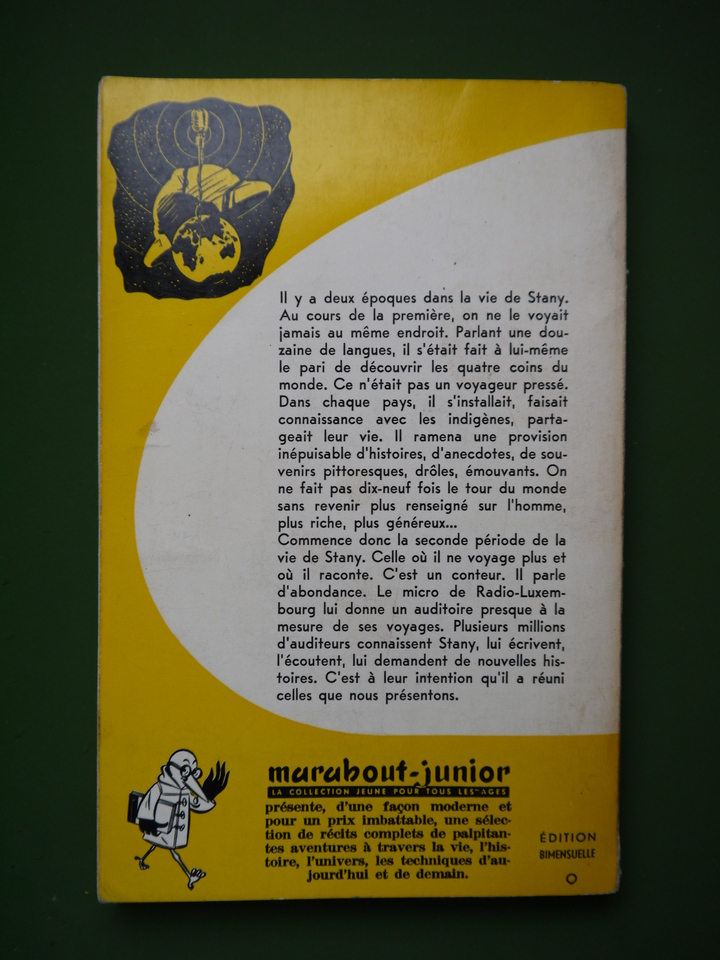 Il y a deux époques dans la vie de Stany.
Au cours de la première, on ne le voyait
jamais au même endroit. Parlant une dou-
zaine de langues, il s'était fait à lui-même
le pari de découvrir les quatre coins du
monde. Ce n'était pas un voyageur pressé.
Dans chaque pays, il s'installait, faisait
connaissance avec les indigènes, parta-
geait leur vie. Il ramena une provision
inépuisable d'histoires, d'anecdotes, de sou-
venirs pittoresques, drôles, émouvants. On
ne fait pas dix-neuf fois le tour du monde
sans revenir plus renseigné sur l'homme,
plus riche, plus généreux...
Commence donc la seconde période de la
vie de Stany. Celle où il ne voyage plus et
où il raconte. C'est un conteur. Il parle
d'abondance. Le micro de Radio-Luxem-
bourg lui donne un auditoire presque à la
mesure de ses voyages. Plusieurs millions
d'auditeurs connaissent Stany, lui écrivent,
l'écoutent, lui demandent de nouvelles his-
toires. C'est à leur intention qu'il a réuni
celles que nous présentons.
marabout-junior
LA COLLECTION JEUNE POUR TOUS LES AGES
présente, d'une façon moderne et
pour un prix imbattable, une sélec-
tion de récits complets de palpitan-
tes aventures à travers la vie, l'his-
toire, l'univers, les techniques d'au-
jourd'hui et de demain.
ÉDITION
BIMENSUELLE